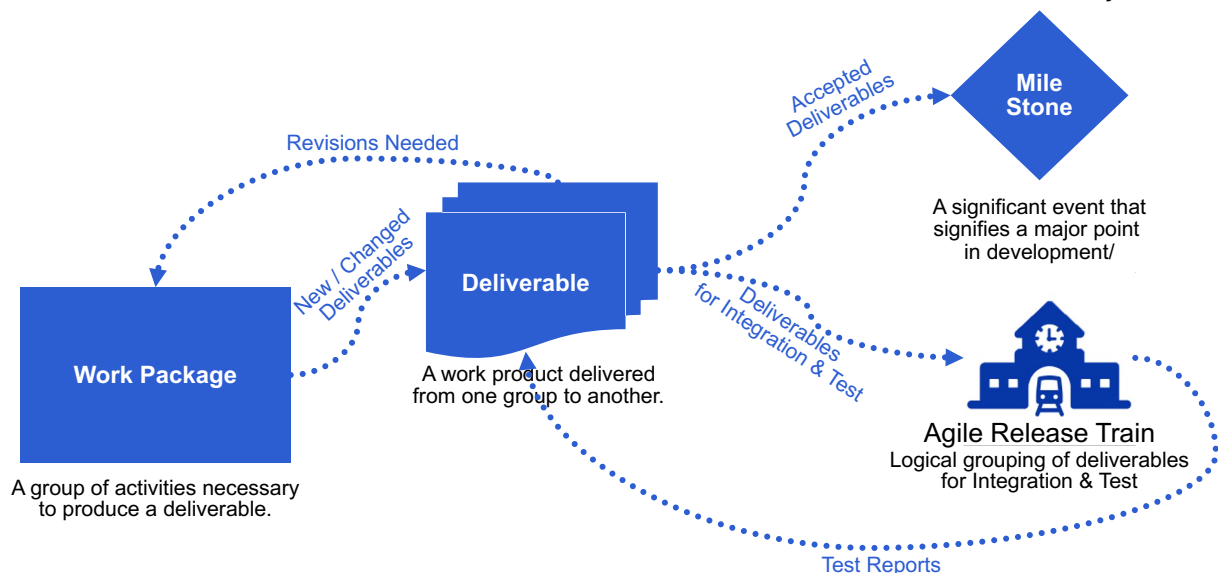 Accepted
Deliverables
Mile
Stone
Revisions Needed
A significant event that
signifies a major point
in development/
New / Changed
Deliverables
Deliverable
Deliverables
for Integration & Test
Work Package
A work product delivered
from one group to another.
Agile Release Train
Logical grouping of deliverables
for Integration & Test
A group of activities necessary
to produce a deliverable.
Test Reports